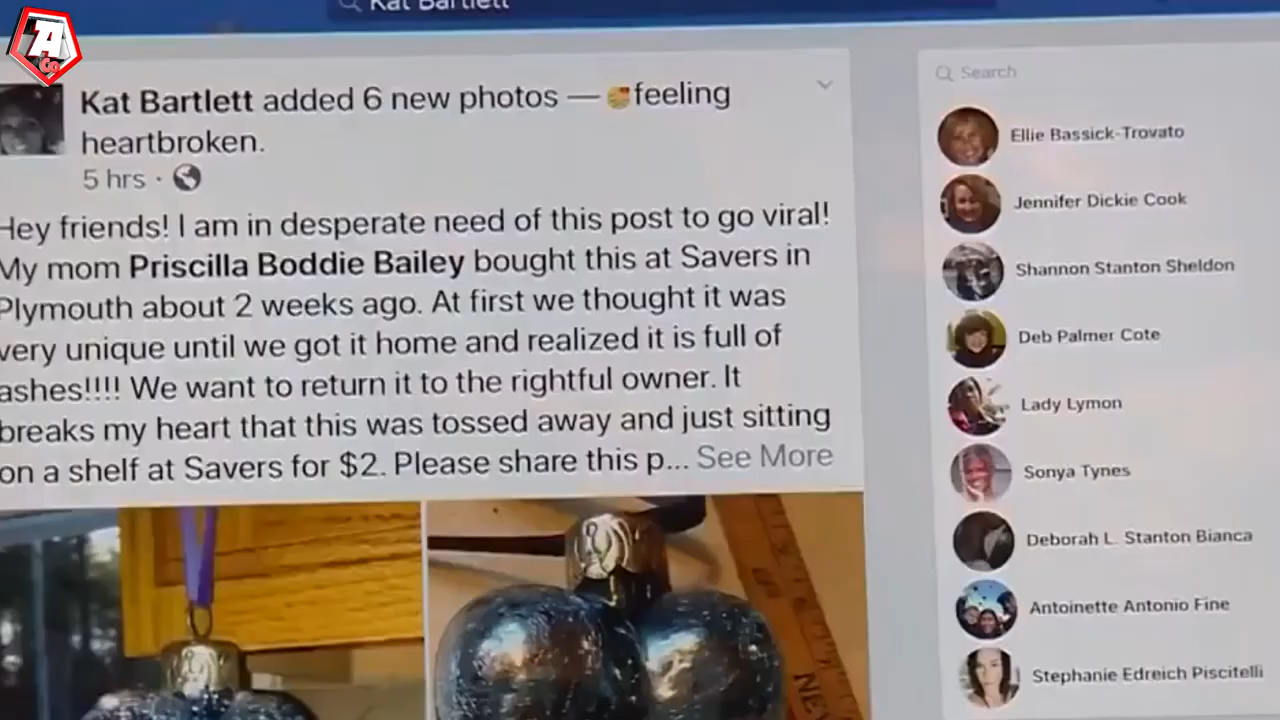 Kat Bartlett
TA
Co
Kat Bartlett added 6 new photos — feeling
heartbroken.
5 hrs ·
Hey friends! I am in desperate need of this post to go viral!
My mom Priscilla Boddie Bailey bought this at Savers in
Plymouth about 2 weeks ago. At first we thought it was
very unique until we got it home and realized it is full of
ashes!!!! We want to return it to the rightful owner. It
breaks my heart that this was tossed away and just sitting
on a shelf at Savers for $2. Please share this p... See More
Search
Ellie Bassick-Trovato
Jennifer Dickie Cook
Shannon Stanton Sheldon
Deb Palmer Cote
Lady Lymon
Sonya Tynes
Deborah L. Stanton Bianca
Antoinette Antonio Fine
Stephanie Edreich Piscitelli